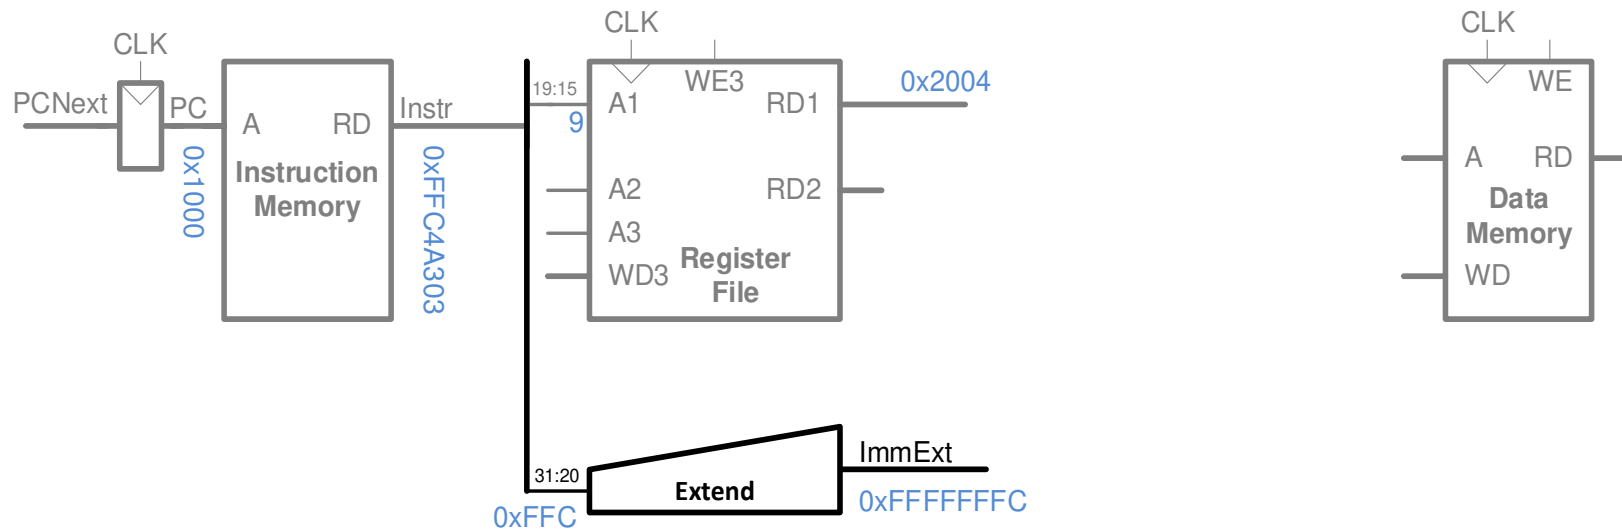 CLK
PCNext
PC
0x1000
A
RD
Instruction
Memory
Instr
0xFFC4A303
19:15
9
CLK
WE3
A1
RD1
0x2004
A2
RD2
A3
WD3
Register
File
31:20
0xFFC
Extend
ImmExt
0xFFFFFFFC
CLK
WE
A
RD
Data
Memory
WD